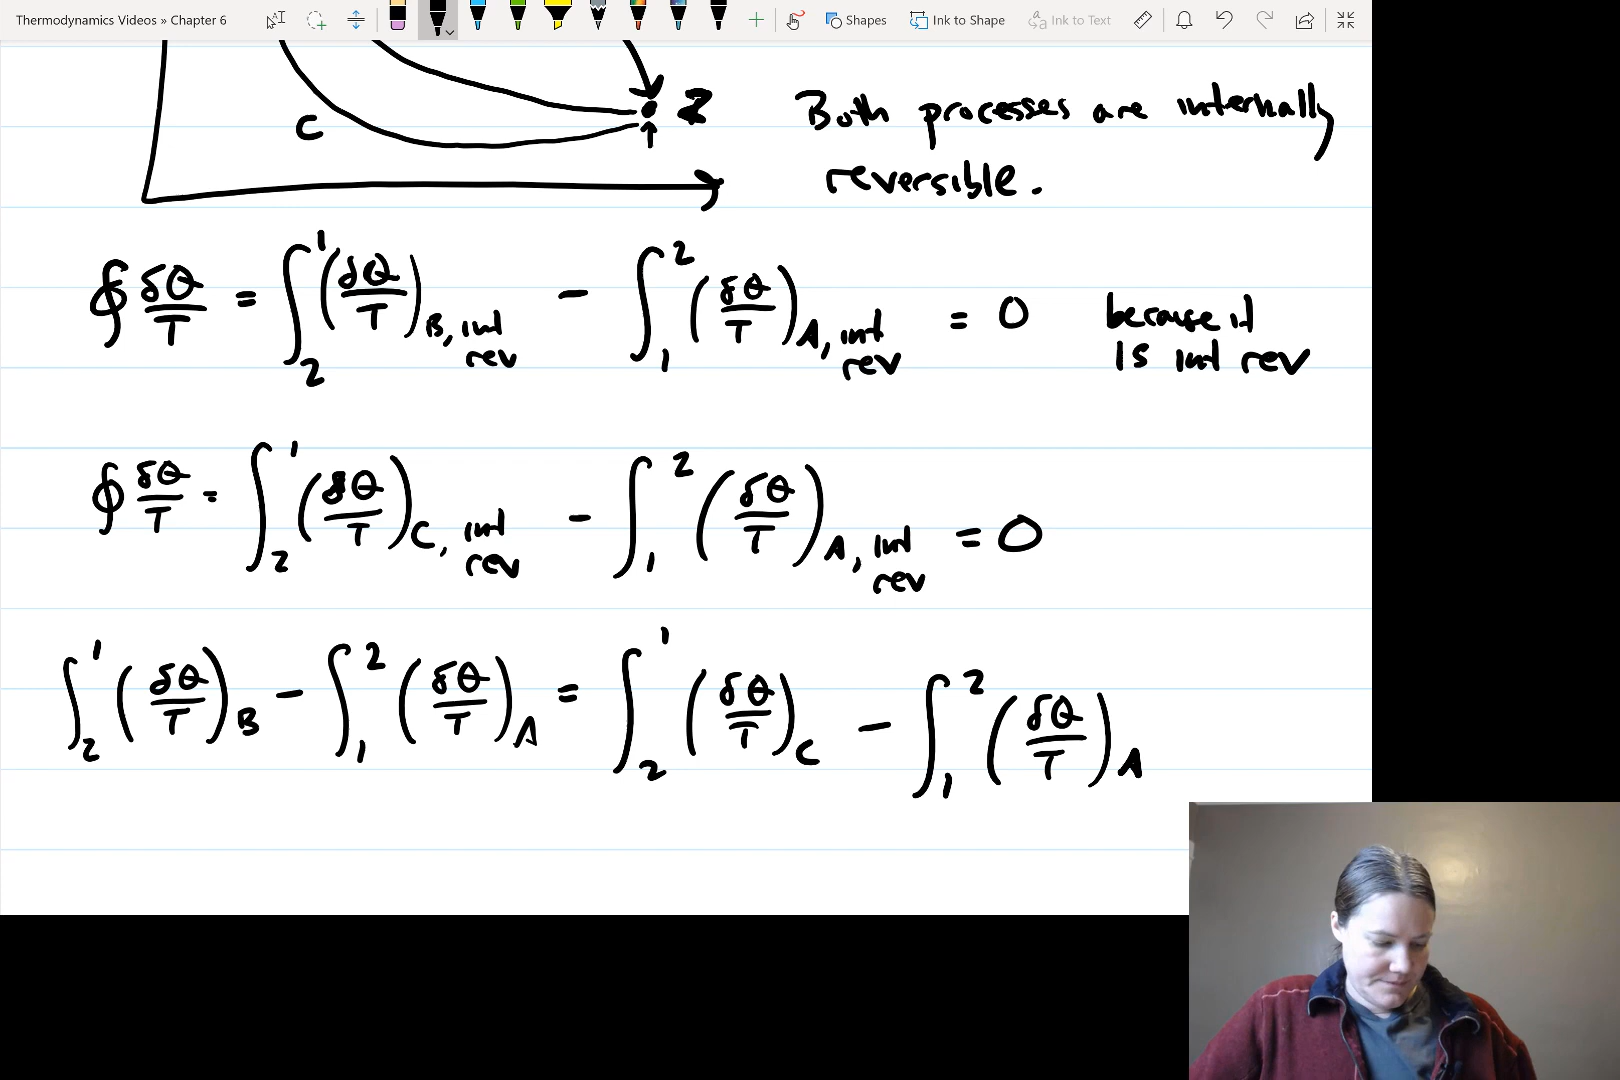 Thermodynamics Videos » Chapter 6
Shapes
Ink to Shape
Ink to Text
C
2
Both processes are internally
reversible.
∮ δQ/T = ∫₂¹ (δQ/T)B, int rev − ∫₁² (δQ/T)A, int rev = 0 because it
is int rev
∮ δQ/T = ∫₂¹ (δQ/T)C, int rev − ∫₁² (δQ/T)A, int rev = 0
∫₂¹ (δQ/T)B − ∫₁² (δQ/T)A = ∫₂¹ (δQ/T)C − ∫₁² (δQ/T)A